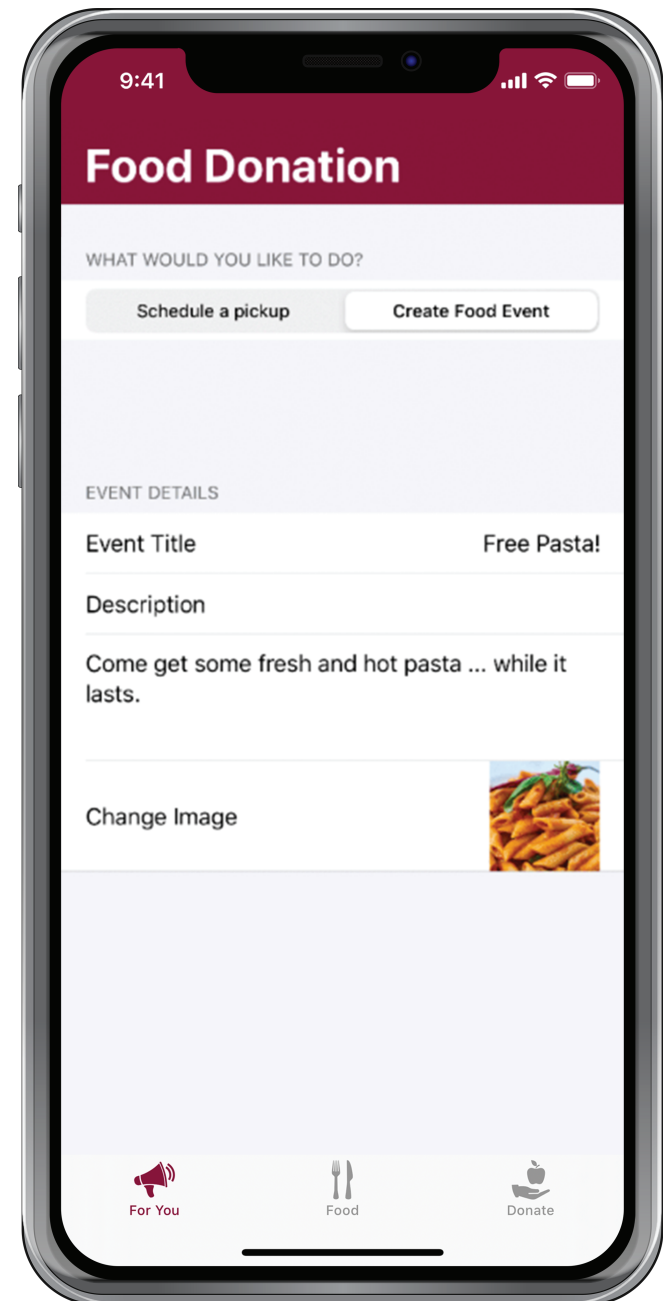 9:41
Food Donation
WHAT WOULD YOU LIKE TO DO?
Schedule a pickup Create Food Event
EVENT DETAILS
Event Title Free Pasta!
Description
Come get some fresh and hot pasta ... while it
lasts.
Change Image
For You Food Donate